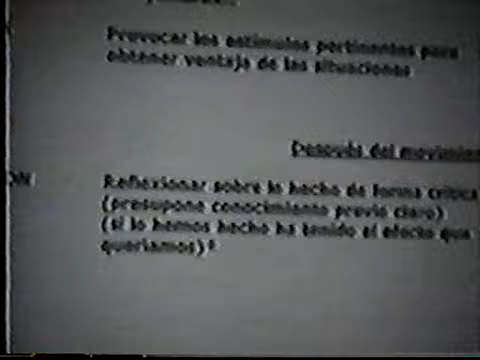 Provocar los estímulos pertinentes para
obtener ventaja de las situaciones
Después del movimien
ON
Reflexionar sobre lo hecho de forma crítica
(presupone conocimiento previo claro)
(si lo hemos hecho ha tenido el efecto que
queríamos)